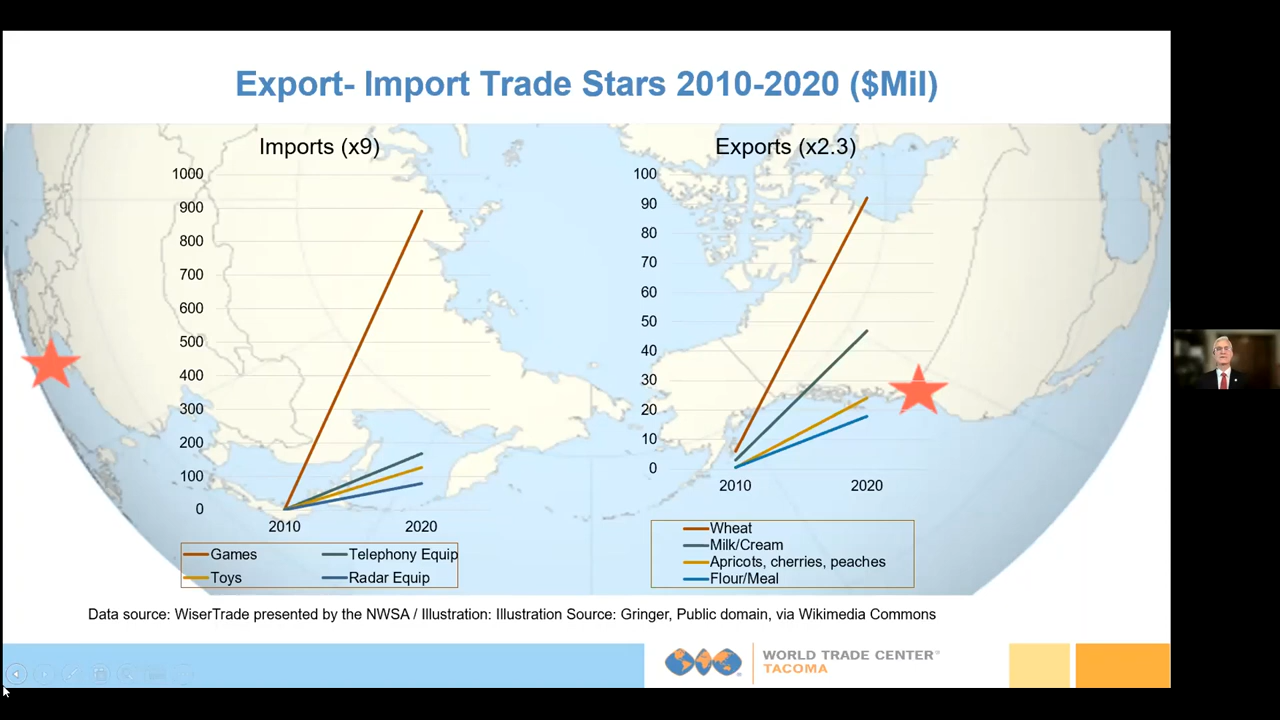 Export- Import Trade Stars 2010-2020 ($Mil)
Imports (x9)
1000
900
800
700
600
500
400
300
200
100
0
2010 2020
Games Telephony Equip
Toys Radar Equip
Exports (x2.3)
100
90
80
70
60
50
40
30
20
10
0
2010 2020
Wheat
Milk/Cream
Apricots, cherries, peaches
Flour/Meal
Data source: WiserTrade presented by the NWSA / Illustration: Illustration Source: Gringer, Public domain, via Wikimedia Commons
WORLD TRADE CENTER®
TACOMA